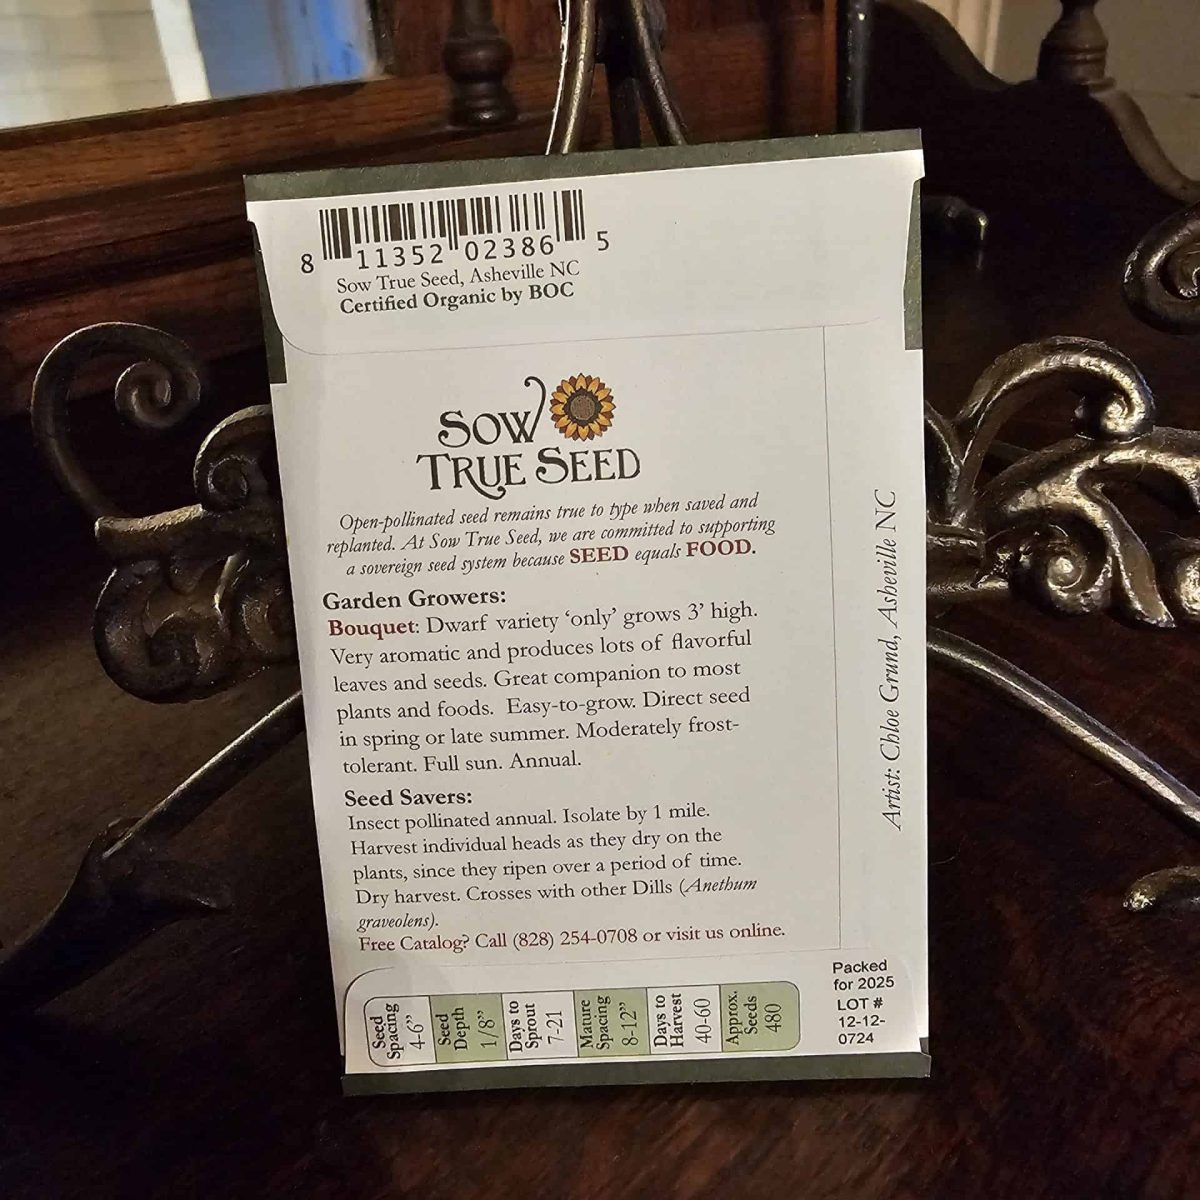 8 11352 02386 5
Sow True Seed, Asheville NC
Certified Organic by BOC
SOW
TRUE SEED
Open-pollinated seed remains true to type when saved and
replanted. At Sow True Seed, we are committed to supporting
a sovereign seed system because SEED equals FOOD.
Garden Growers:
Bouquet: Dwarf variety ‘only’ grows 3’ high.
Very aromatic and produces lots of flavorful
leaves and seeds. Great companion to most
plants and foods. Easy-to-grow. Direct seed
in spring or late summer. Moderately frost-
tolerant. Full sun. Annual.
Seed Savers:
Insect pollinated annual. Isolate by 1 mile.
Harvest individual heads as they dry on the
plants, since they ripen over a period of time.
Dry harvest. Crosses with other Dills (Anethum
graveolens).
Free Catalog? Call (828) 254-0708 or visit us online.
Artist: Chloe Grund, Asheville NC
Seed
Spacing
4-6”
Seed
Depth
1/8”
Days to
Sprout
7-21
Mature
Spacing
8-12”
Days to
Harvest
40-60
Approx.
Seeds
480
Packed
for 2025
LOT #
12-12-
0724